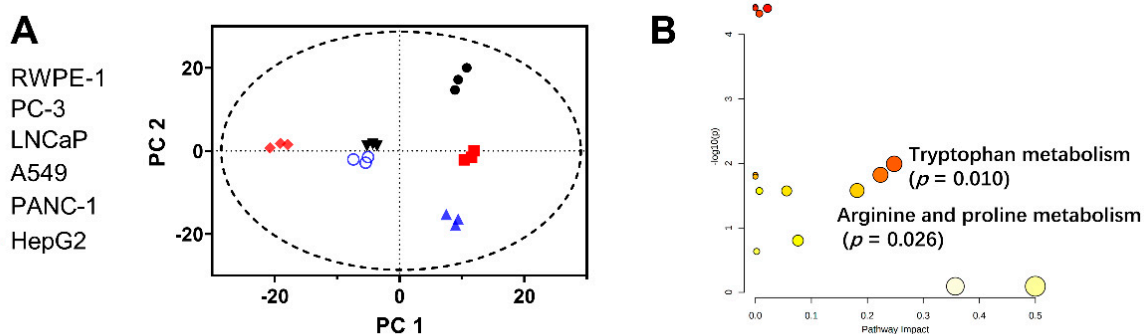 A
RWPE-1
PC-3
LNCaP
A549
PANC-1
HepG2
PC 2
20
0
-20
-20
0
20
PC 1
B
-log10(p)
4
3
2
1
0
Tryptophan metabolism
(p = 0.010)
Arginine and proline metabolism
(p = 0.026)
0.0
0.1
0.2
0.3
0.4
0.5
Pathway Impact